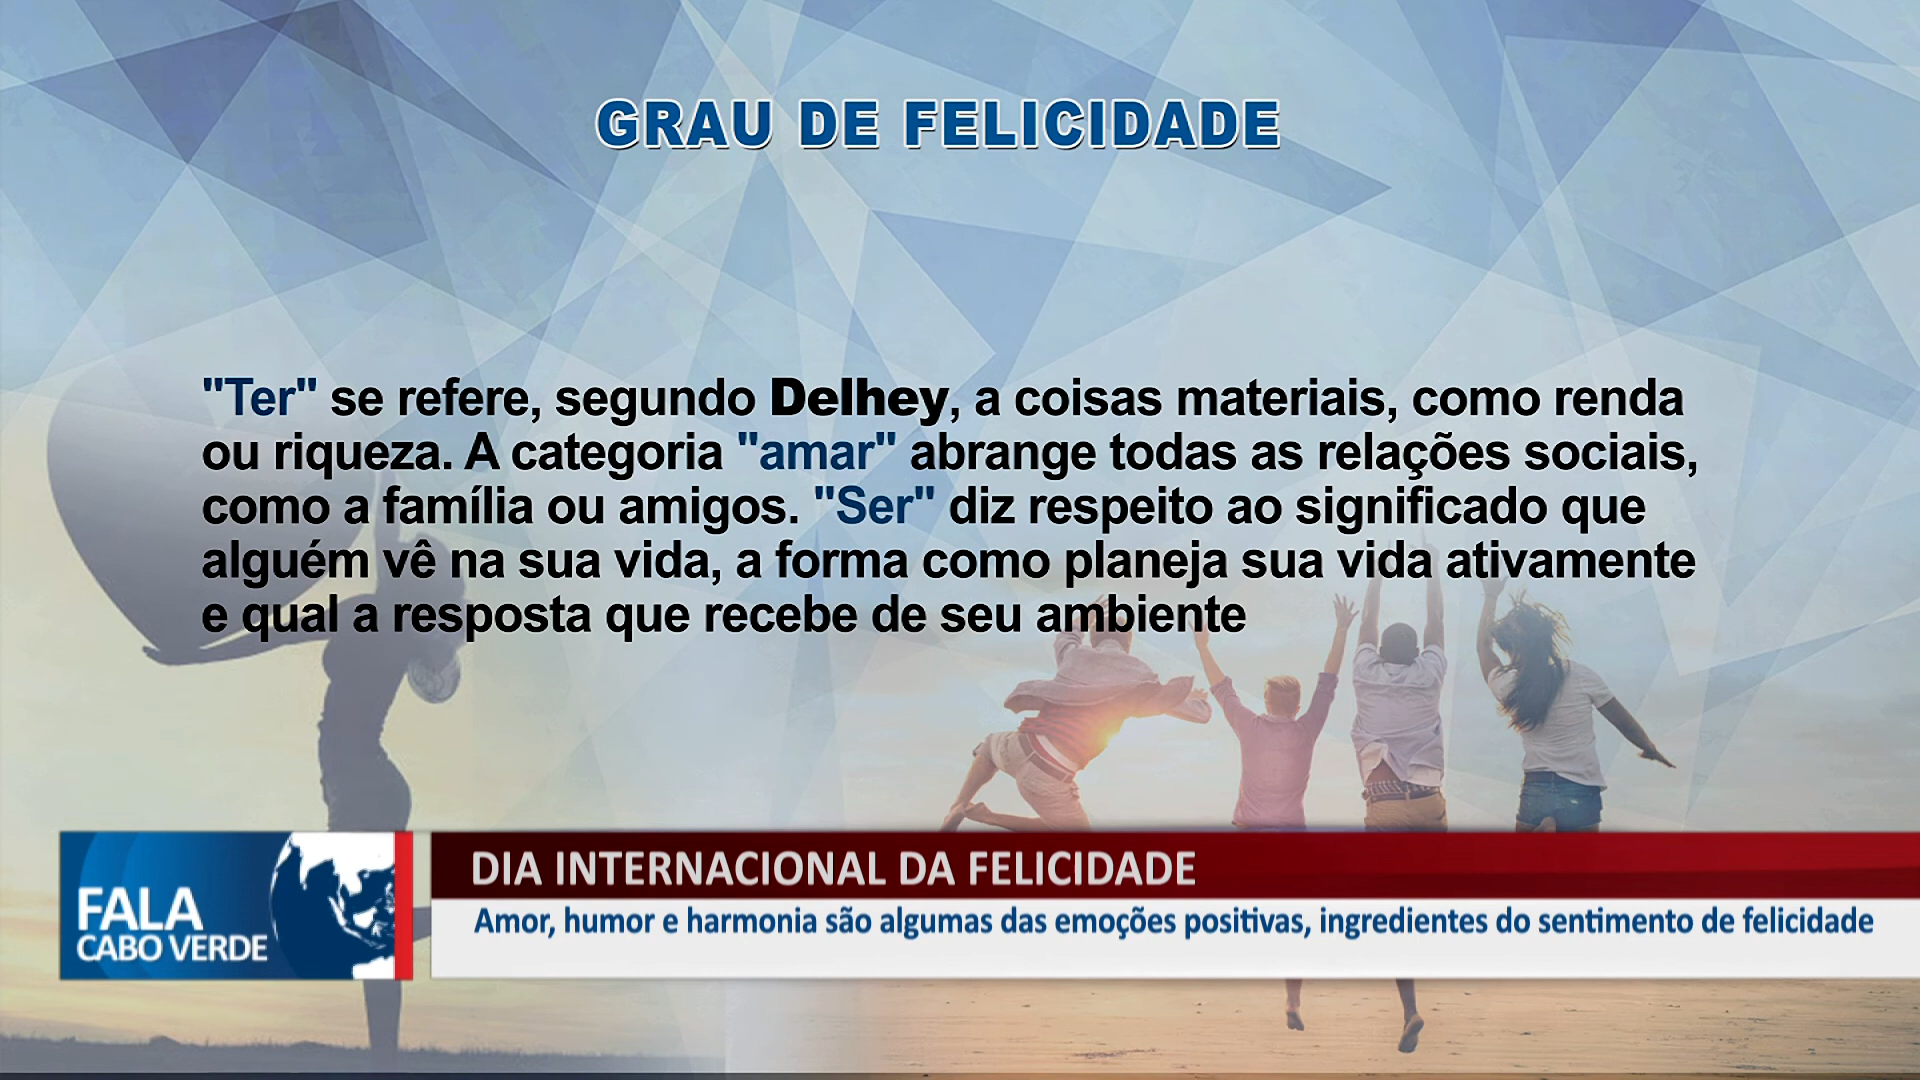 GRAU DE FELICIDADE
"Ter" se refere, segundo Delhey, a coisas materiais, como renda
ou riqueza. A categoria "amar" abrange todas as relações sociais,
como a família ou amigos. "Ser" diz respeito ao significado que
alguém vê na sua vida, a forma como planeja sua vida ativamente
e qual a resposta que recebe de seu ambiente
FALA
CABO VERDE
DIA INTERNACIONAL DA FELICIDADE
Amor, humor e harmonia são algumas das emoções positivas, ingredientes do sentimento de felicidade